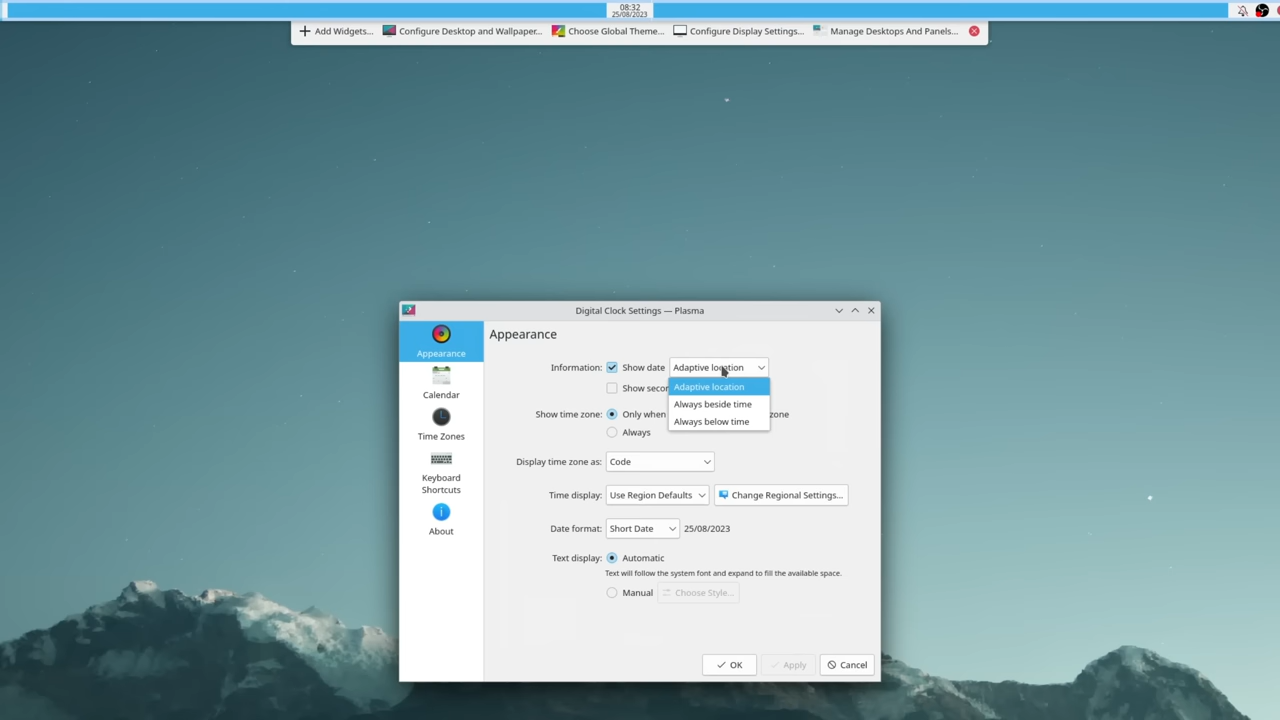 08:32
25/08/2023
Add Widgets... Configure Desktop and Wallpaper... Choose Global Theme... Configure Display Settings... Manage Desktops And Panels...
Digital Clock Settings — Plasma
Appearance
Calendar
Time Zones
Keyboard
Shortcuts
About
Appearance
Information: Show date Adaptive location
Adaptive location
Always beside time
Always below time
Show secon
Show time zone: Only when zone
Always
Display time zone as: Code
Time display: Use Region Defaults Change Regional Settings...
Date format: Short Date 25/08/2023
Text display: Automatic
Text will follow the system font and expand to fill the available space.
Manual Choose Style...
OK Apply Cancel